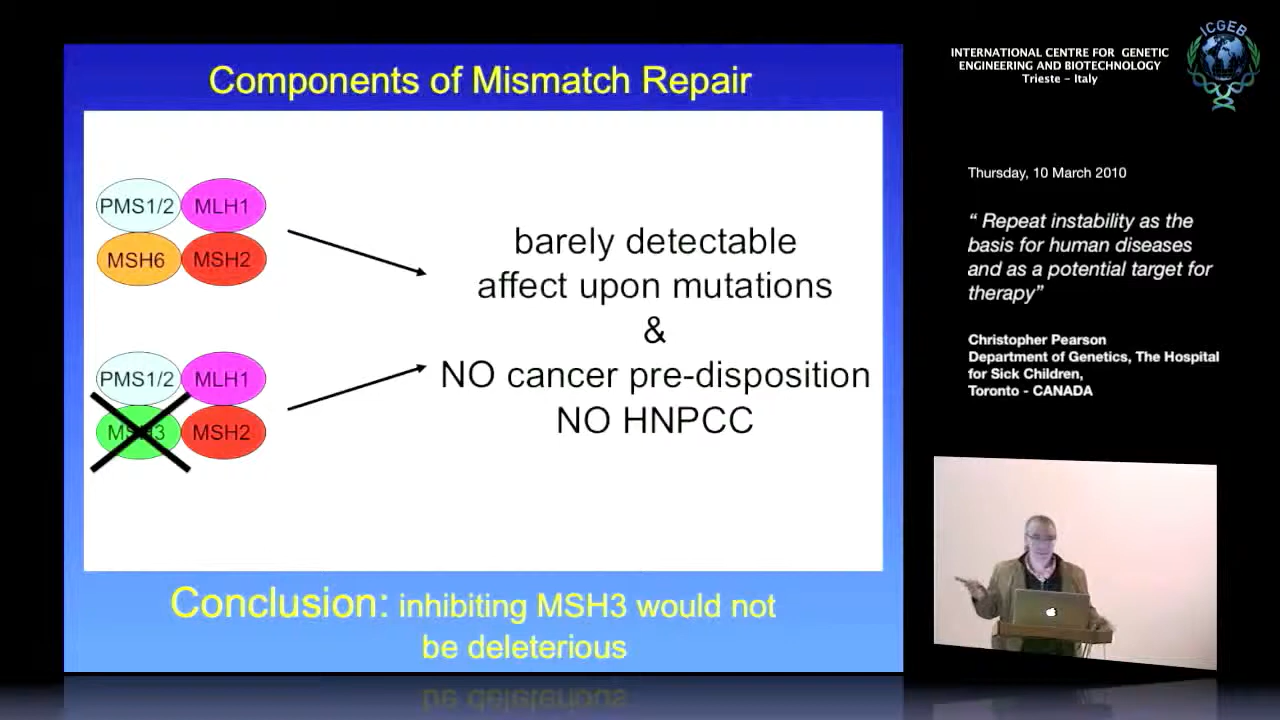 Components of Mismatch Repair
PMS1/2 MLH1
MSH6 MSH2
PMS1/2 MLH1
MSH3 MSH2
barely detectable
affect upon mutations
&
NO cancer pre-disposition
NO HNPCC
Conclusion: inhibiting MSH3 would not
be deleterious
INTERNATIONAL CENTRE FOR GENETIC
ENGINEERING AND BIOTECHNOLOGY
Trieste - Italy
ICGEB
Thursday, 10 March 2010
“ Repeat instability as the
basis for human diseases
and as a potential target for
therapy”
Christopher Pearson
Department of Genetics, The Hospital
for Sick Children,
Toronto - CANADA